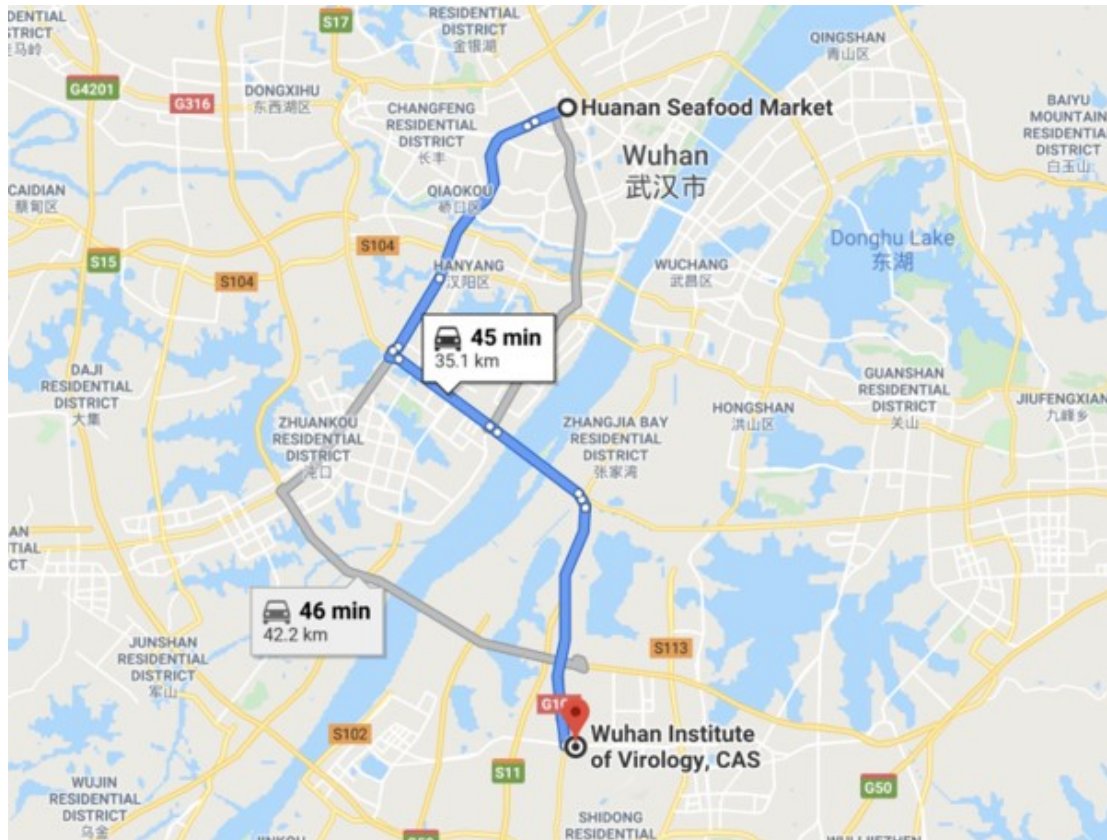 RESIDENTIAL
DISTRICT
金银湖
S17
DENTIAL
TRICT
QINGSHAN
青山区
G4201
G316
DONGXIHU
东西湖区
CHANGFENG
RESIDENTIAL
DISTRICT
长丰
Huanan Seafood Market
BAIYU
MOUNTAIN
RESIDENTIAL
DISTRICT
白玉山
Wuhan
武汉市
CAIDIAN
蔡甸区
QIAOKOU
硚口区
S104
Donghu Lake
东湖
S15
S104
HANYANG
汉阳区
WUCHANG
武昌区
45 min
35.1 km
DAJI
RESIDENTIAL
DISTRICT
大集
GUANSHAN
RESIDENTIAL
DISTRICT
关山
JIUFENGXIAN
九峰乡
ZHUANKOU
RESIDENTIAL
DISTRICT
沌口
ZHANGJIA BAY
RESIDENTIAL
DISTRICT
张家湾
HONGSHAN
洪山区
46 min
42.2 km
JUNSHAN
RESIDENTIAL
DISTRICT
军山
S113
Wuhan Institute
of Virology, CAS
S102
S11
G50
WUJIN
RESIDENTIAL
DISTRICT
乌金
SHIDONG
RESIDENTIAL